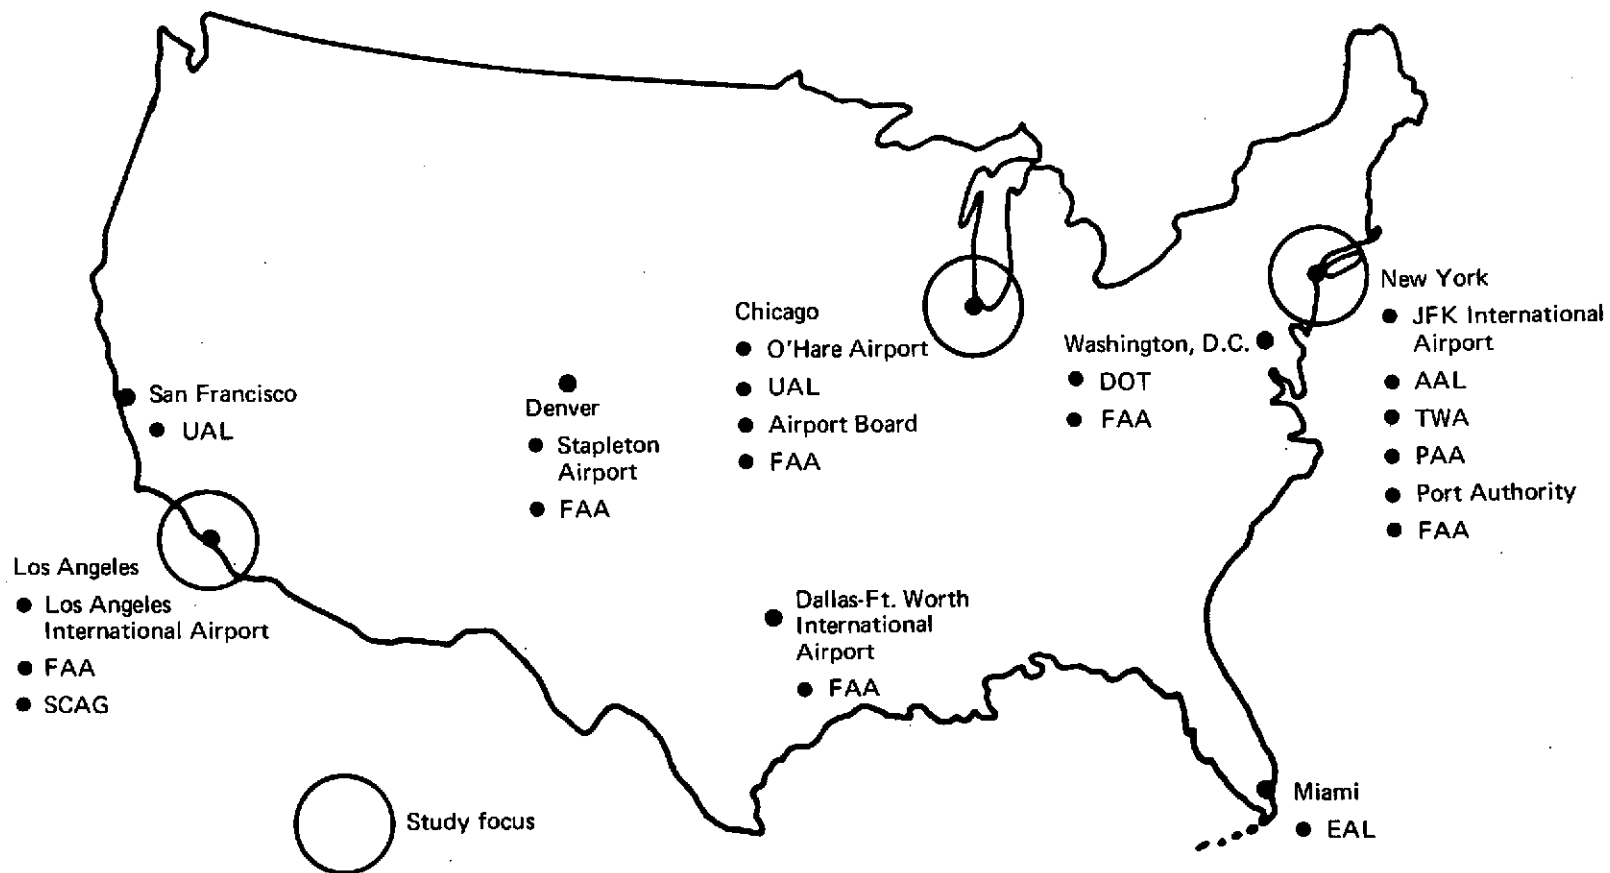 San Francisco
● UAL
Los Angeles
● Los Angeles
International Airport
● FAA
● SCAG
Denver
● Stapleton
Airport
● FAA
Chicago
● O'Hare Airport
● UAL
● Airport Board
● FAA
Washington, D.C.
● DOT
● FAA
New York
● JFK International
Airport
● AAL
● TWA
● PAA
● Port Authority
● FAA
Dallas-Ft. Worth
International
Airport
● FAA
Miami
● EAL
Study focus